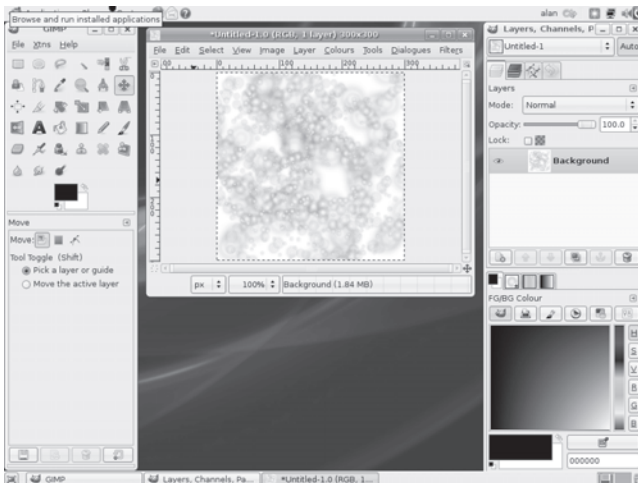 Browse and run installed applications
alan
GIMP
File Xtns Help
Move
Move:
Tool Toggle (Shift)
Pick a layer or guide
Move the active layer
*Untitled-1.0 (RGB, 1 layer) 300x300
File Edit Select View Image Layer Colours Tools Dialogues Filters
0 100 200 300
px 100% Background (1.84 MB)
Layers, Channels, P...
Untitled-1 Auto
Layers
Mode: Normal
Opacity: 100.0
Lock:
Background
FG/BG Colour
H
S
V
R
G
B
000000
GIMP Layers, Channels, Pa... *Untitled-1.0 (RGB, 1...